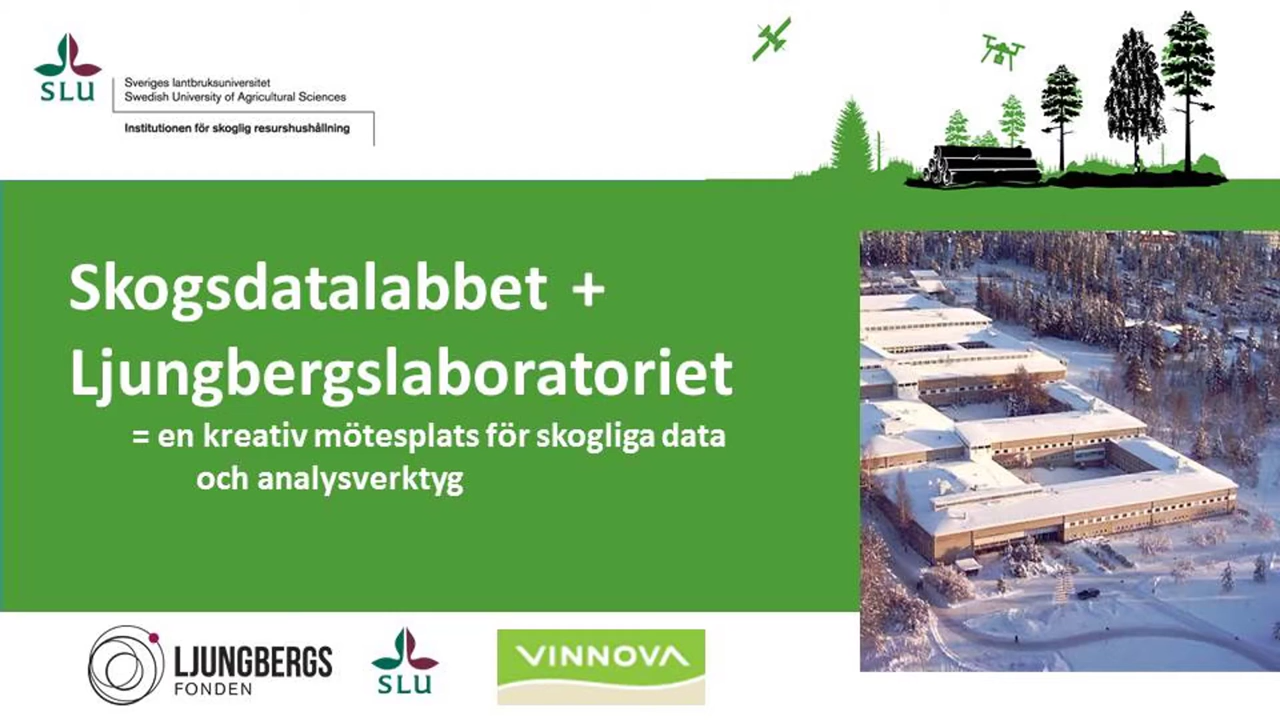 SLU
Sveriges lantbruksuniversitet
Swedish University of Agricultural Sciences
Institutionen för skoglig resurshushållning
Skogsdatalabbet +
Ljungbergslaboratoriet
= en kreativ mötesplats för skogliga data
och analysverktyg
LJUNGBERGS
FONDEN
SLU
VINNOVA